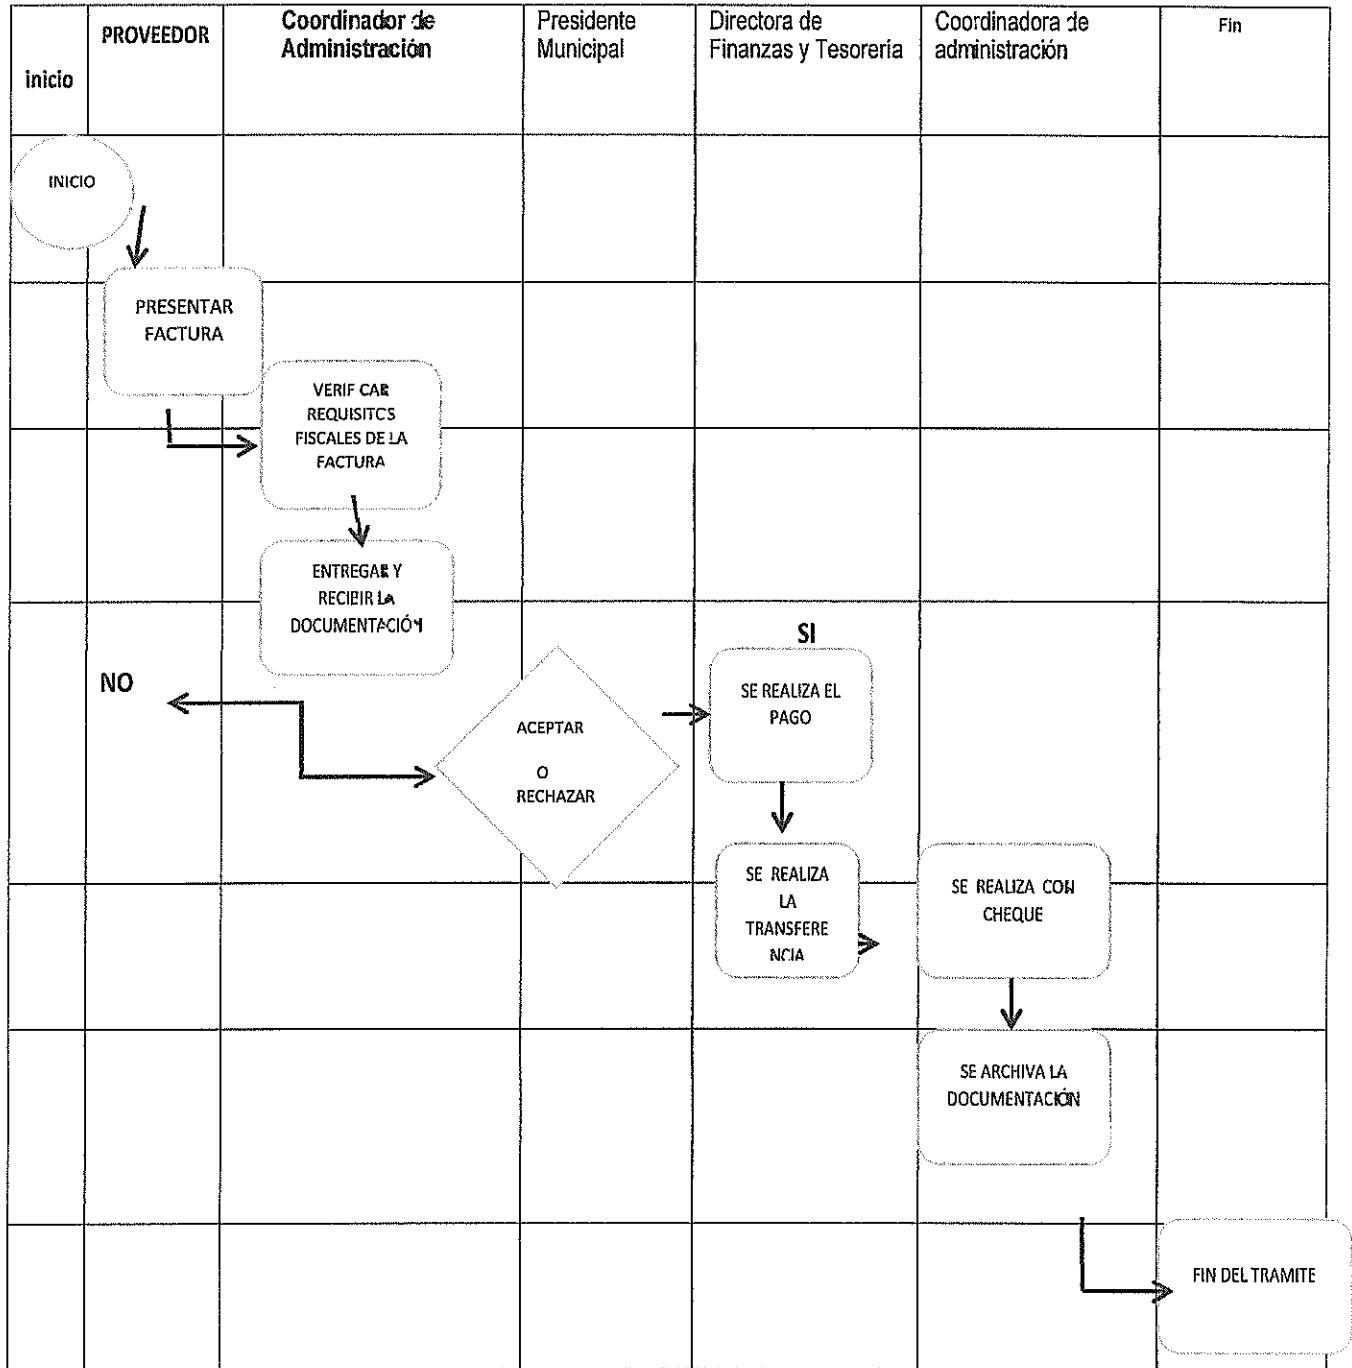 inicio
PROVEEDOR
Coordinador de
Administración
Presidente
Municipal
Directora de
Finanzas y Tesorería
Coordinadora de
administración
Fin
INICIO
PRESENTAR
FACTURA
VERIF CAR
REQUISITOS
FISCALES DE LA
FACTURA
ENTREGAR Y
RECIBIR LA
DOCUMENTACIÓN
NO
ACEPTAR
O
RECHAZAR
SI
SE REALIZA EL
PAGO
SE REALIZA
LA
TRANSFERE
NCIA
SE REALIZA CON
CHEQUE
SE ARCHIVA LA
DOCUMENTACIÓN
FIN DEL TRAMITE